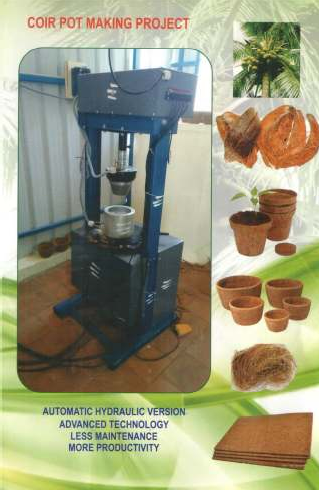 COIR POT MAKING PROJECT
AUTOMATIC HYDRAULIC VERSION
ADVANCED TECHNOLOGY
LESS MAINTENANCE
MORE PRODUCTIVITY